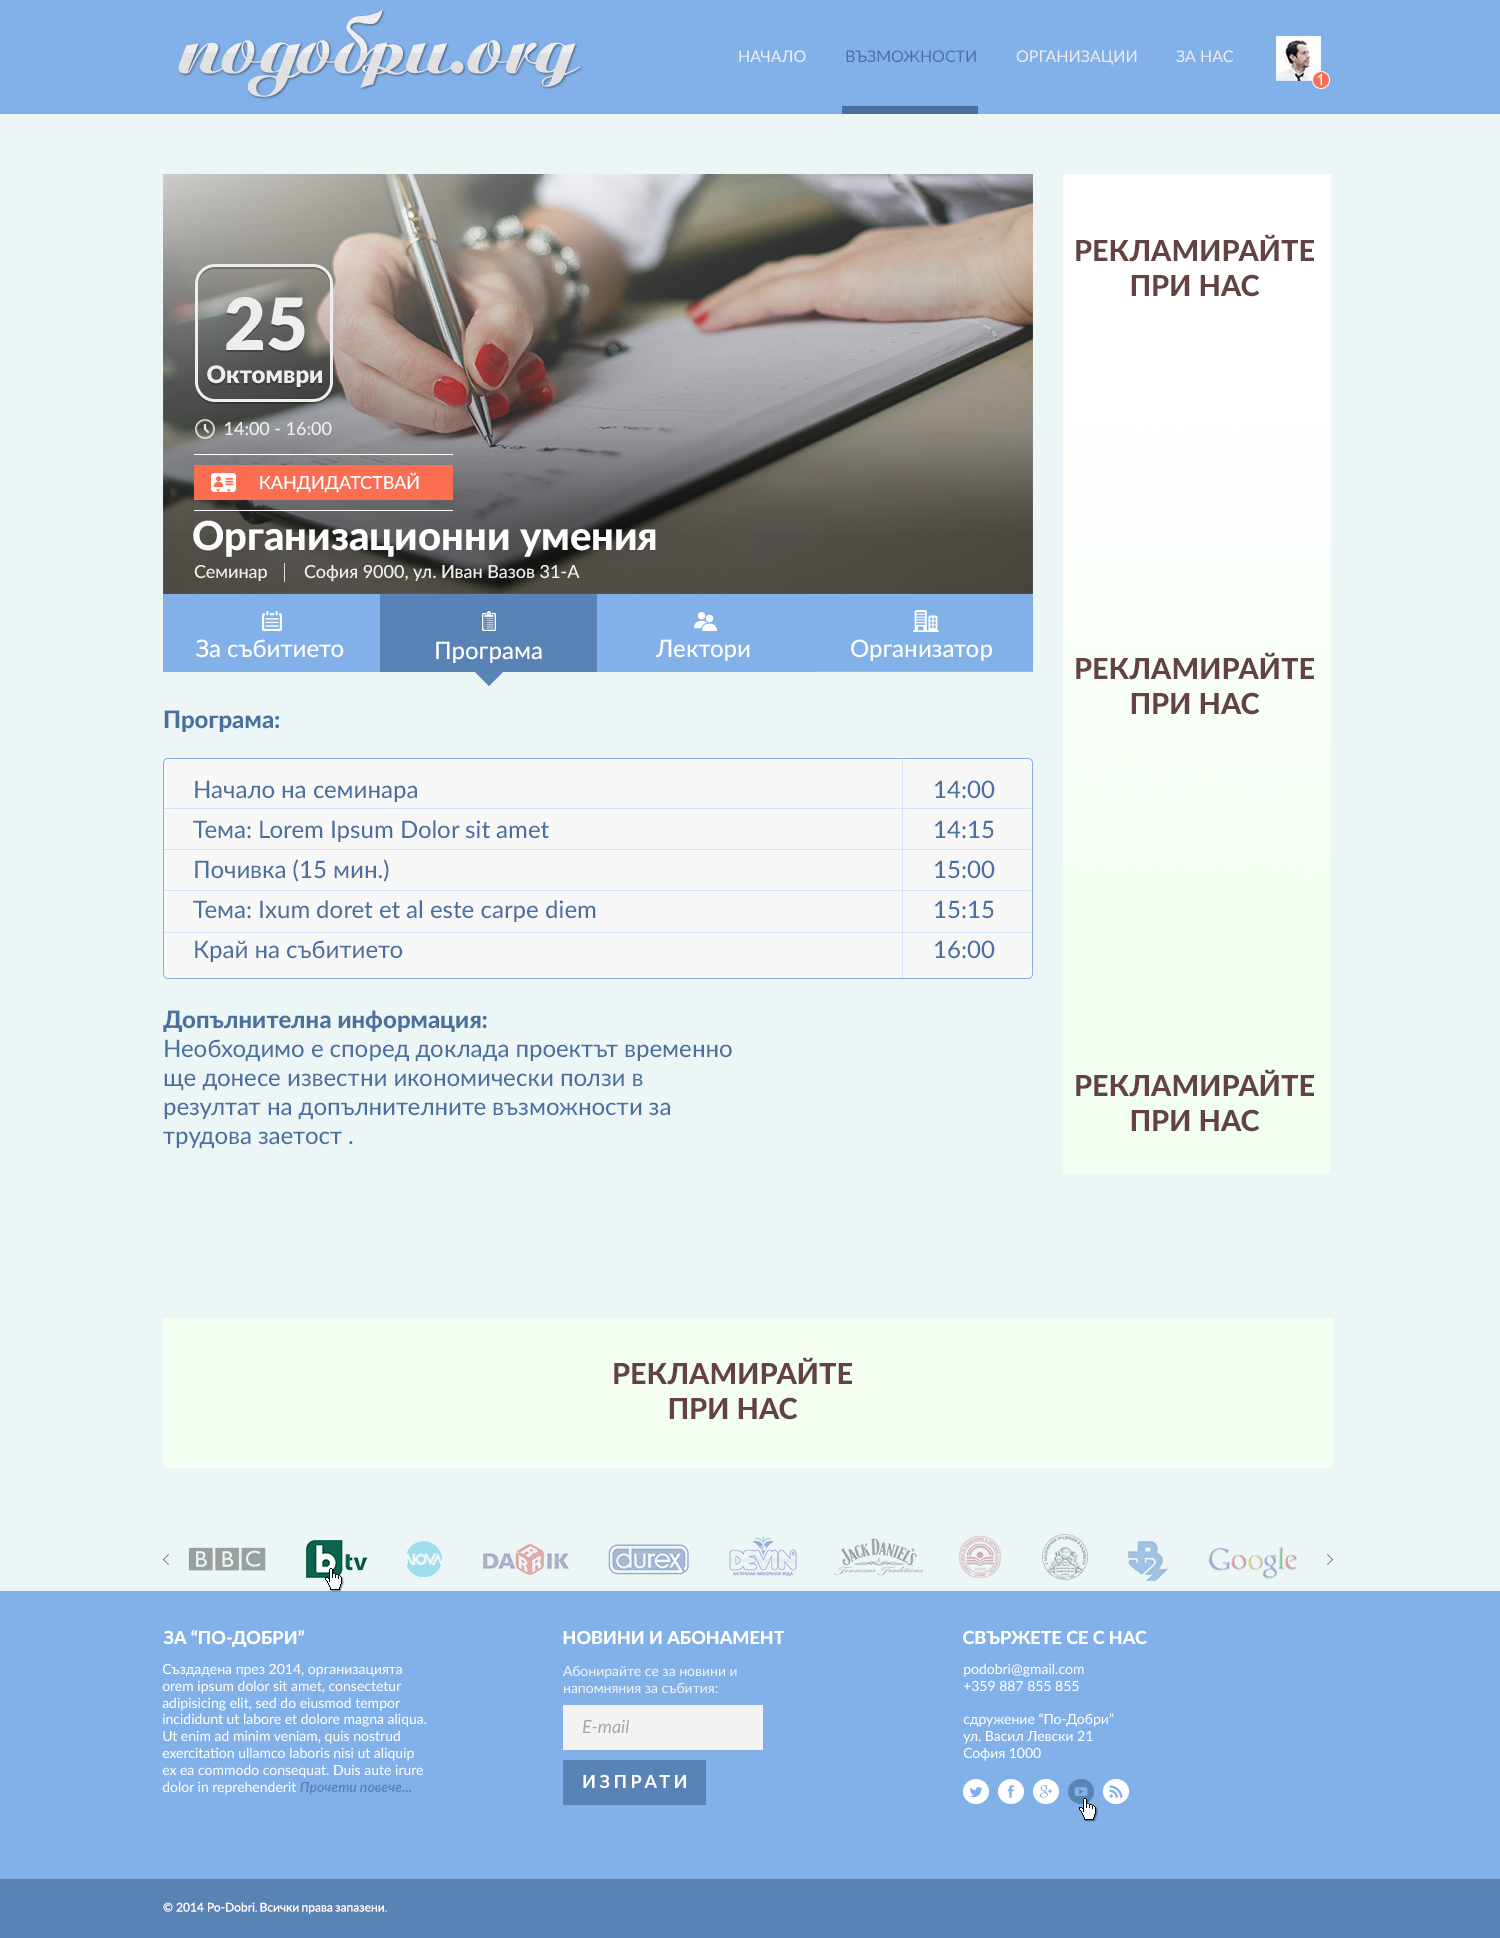 подобри.org
НАЧАЛО ВЪЗМОЖНОСТИ ОРГАНИЗАЦИИ ЗА НАС
1
25
Октомври
14:00 - 16:00
КАНДИДАТСТВАЙ
Организационни умения
Семинар София 9000, ул. Иван Вазов 31-А
За събитието Програма Лектори Организатор
Програма:
Начало на семинара 14:00
Тема: Lorem Ipsum Dolor sit amet 14:15
Почивка (15 мин.) 15:00
Тема: Ixum doret et al este carpe diem 15:15
Край на събитието 16:00
Допълнителна информация:
Необходимо е според доклада проектът временно
ще донесе известни икономически ползи в
резултат на допълнителните възможности за
трудова заетост .
РЕКЛАМИРАЙТЕ
ПРИ НАС
РЕКЛАМИРАЙТЕ
ПРИ НАС
РЕКЛАМИРАЙТЕ
ПРИ НАС
РЕКЛАМИРАЙТЕ
ПРИ НАС
BBC btv NOVA DARRIK durex DEVIN JACK DANIEL'S Google
Tennessee Traditions
ЗА “ПО-ДОБРИ”
Създадена през 2014, организацията
orem ipsum dolor sit amet, consectetur
adipisicing elit, sed do eiusmod tempor
incididunt ut labore et dolore magna aliqua.
Ut enim ad minim veniam, quis nostrud
exercitation ullamco laboris nisi ut aliquip
ex ea commodo consequat. Duis aute irure
dolor in reprehenderit Прочети повече...
НОВИНИ И АБОНАМЕНТ
Абонирайте се за новини и
напомняния за събития:
E-mail
ИЗПРАТИ
СВЪРЖЕТЕ СЕ С НАС
podobri@gmail.com
+359 887 855 855
сдружение “По-Добри”
ул. Васил Левски 21
София 1000
© 2014 Po-Dobri. Всички права запазени.